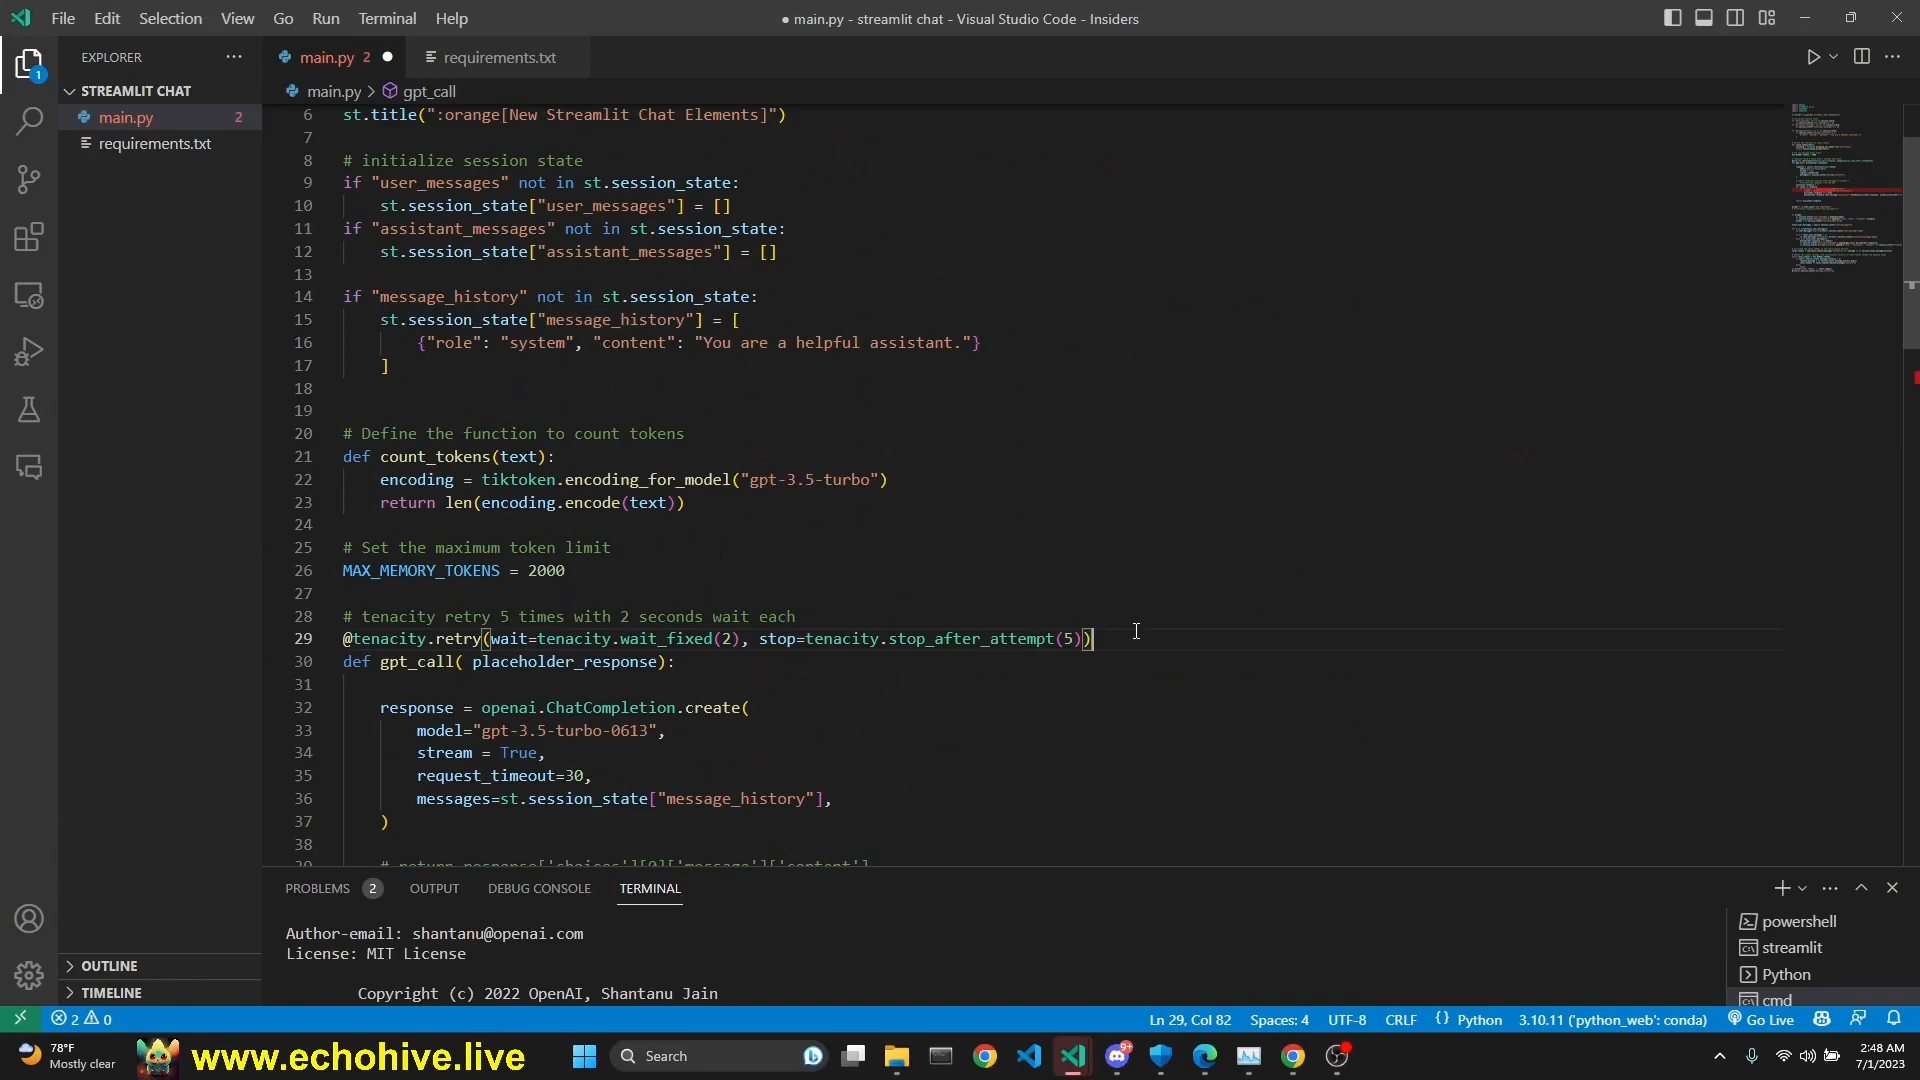 File Edit Selection View Go Run Terminal Help
● main.py - streamlit chat - Visual Studio Code - Insiders
EXPLORER
main.py 2
requirements.txt
1
STREAMLIT CHAT
main.py 2
requirements.txt
main.py > gpt_call
6 st.title(":orange[New Streamlit Chat Elements]")
7
8 # initialize session state
9 if "user_messages" not in st.session_state:
10 st.session_state["user_messages"] = []
11 if "assistant_messages" not in st.session_state:
12 st.session_state["assistant_messages"] = []
13
14 if "message_history" not in st.session_state:
15 st.session_state["message_history"] = [
16 {"role": "system", "content": "You are a helpful assistant."}
17 ]
18
19
20 # Define the function to count tokens
21 def count_tokens(text):
22 encoding = tiktoken.encoding_for_model("gpt-3.5-turbo")
23 return len(encoding.encode(text))
24
25 # Set the maximum token limit
26 MAX_MEMORY_TOKENS = 2000
27
28 # tenacity retry 5 times with 2 seconds wait each
29 @tenacity.retry(wait=tenacity.wait_fixed(2), stop=tenacity.stop_after_attempt(5))
30 def gpt_call( placeholder_response):
31
32 response = openai.ChatCompletion.create(
33 model="gpt-3.5-turbo-0613",
34 stream = True,
35 request_timeout=30,
36 messages=st.session_state["message_history"],
37 )
38
39 # return response['choices'][0]['message']['content']
PROBLEMS 2 OUTPUT DEBUG CONSOLE TERMINAL
Author-email: shantanu@openai.com
License: MIT License
Copyright (c) 2022 OpenAI, Shantanu Jain
powershell
streamlit
Python
cmd
OUTLINE
TIMELINE
2 0
Ln 29, Col 82 Spaces: 4 UTF-8 CRLF {} Python 3.10.11 ('python_web': conda) Go Live
78°F
Mostly clear
www.echohive.live
Search
9+
2:48 AM
7/1/2023